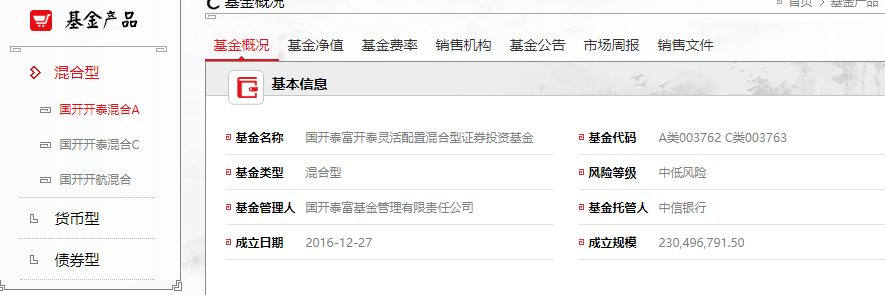 基金产品
混合型
国开开泰混合A
国开开泰混合C
国开开航混合
货币型
债券型
基金概况
首页 > 基金产品
基金概况 基金净值 基金费率 销售机构 基金公告 市场周报 销售文件
基本信息
基金名称 国开泰富开泰灵活配置混合型证券投资基金 基金代码 A类003762 C类003763
基金类型 混合型 风险等级 中低风险
基金管理人 国开泰富基金管理有限责任公司 基金托管人 中信银行
成立日期 2016-12-27 成立规模 230,496,791.50